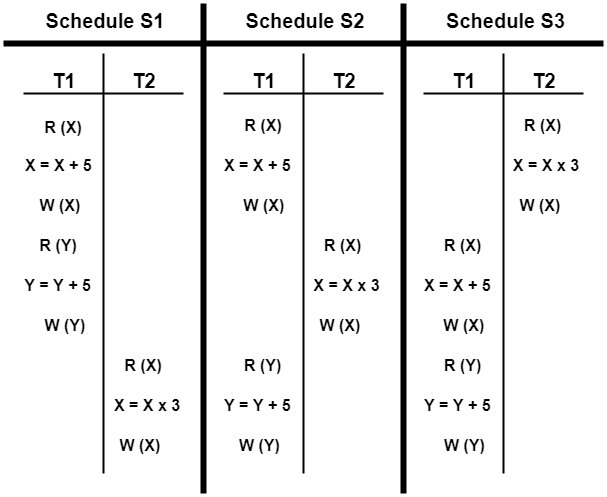 Schedule S1 Schedule S2 Schedule S3
T1 T2 T1 T2 T1 T2
R (X) R (X) R (X)
X = X + 5 X = X + 5 X = X x 3
W (X) W (X) W (X)
R (Y) R (X) R (X)
Y = Y + 5 X = X x 3 X = X + 5
W (Y) W (X) W (X)
R (X) R (Y) R (Y)
X = X x 3 Y = Y + 5 Y = Y + 5
W (X) W (Y) W (Y)